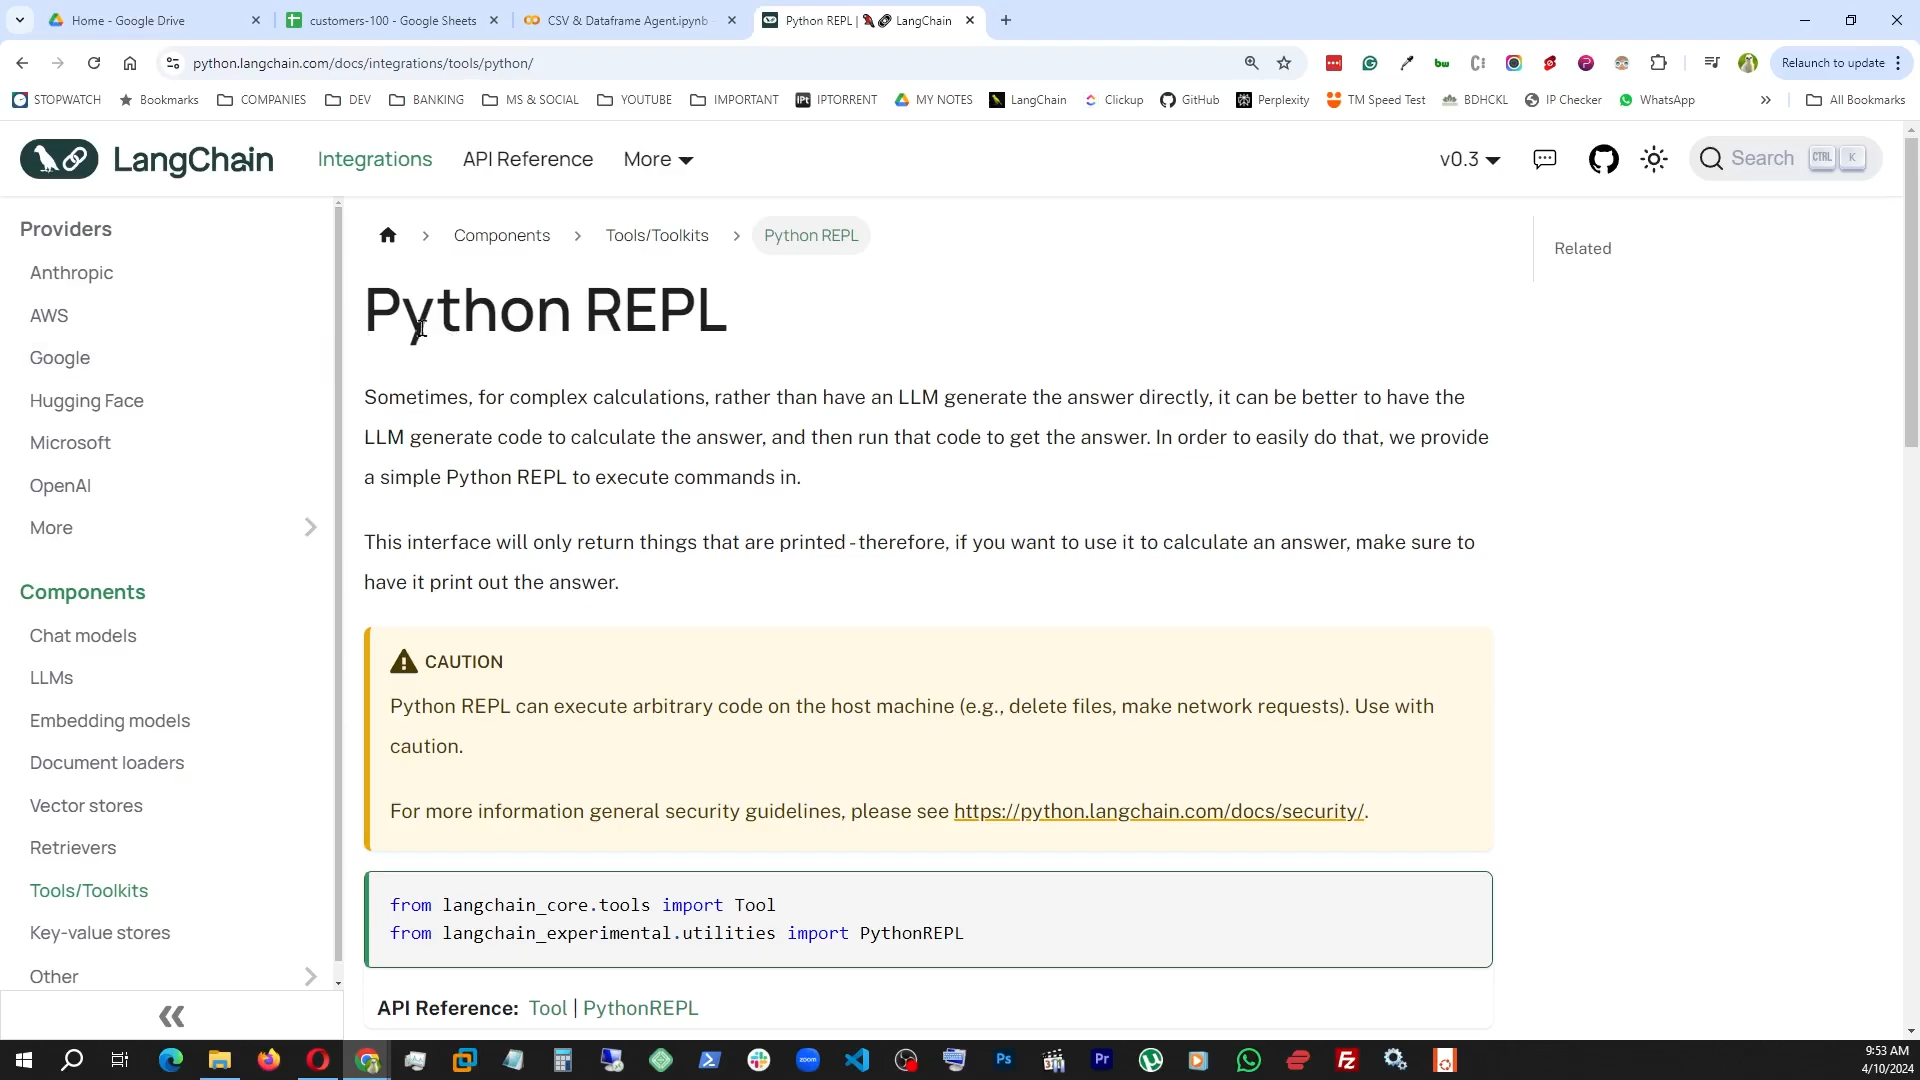 Home - Google Drive
customers-100 - Google Sheets
CSV & Dataframe Agent.ipynb -
Python REPL | 🦜️🔗 LangChain
python.langchain.com/docs/integrations/tools/python/
Relaunch to update
STOPWATCH
Bookmarks
COMPANIES
DEV
BANKING
MS & SOCIAL
YOUTUBE
IMPORTANT
IPTORRENT
MY NOTES
LangChain
Clickup
GitHub
Perplexity
TM Speed Test
BDHCKL
IP Checker
WhatsApp
All Bookmarks
LangChain
Integrations
API Reference
More
v0.3
Search
CTRL K
Providers
Anthropic
AWS
Google
Hugging Face
Microsoft
OpenAI
More
Components
Chat models
LLMs
Embedding models
Document loaders
Vector stores
Retrievers
Tools/Toolkits
Key-value stores
Other
Components
Tools/Toolkits
Python REPL
Python REPL
Sometimes, for complex calculations, rather than have an LLM generate the answer directly, it can be better to have the
LLM generate code to calculate the answer, and then run that code to get the answer. In order to easily do that, we provide
a simple Python REPL to execute commands in.
This interface will only return things that are printed - therefore, if you want to use it to calculate an answer, make sure to
have it print out the answer.
CAUTION
Python REPL can execute arbitrary code on the host machine (e.g., delete files, make network requests). Use with
caution.
For more information general security guidelines, please see https://python.langchain.com/docs/security/.
from langchain_core.tools import Tool
from langchain_experimental.utilities import PythonREPL
API Reference: Tool | PythonREPL
Related
9:53 AM
4/10/2024